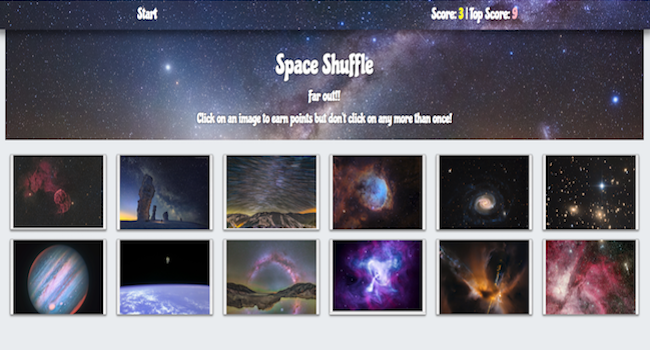 Start
Score: 3 | Top Score: 9
Space Shuffle
Far out!!
Click on an image to earn points but don't click on any more than once!